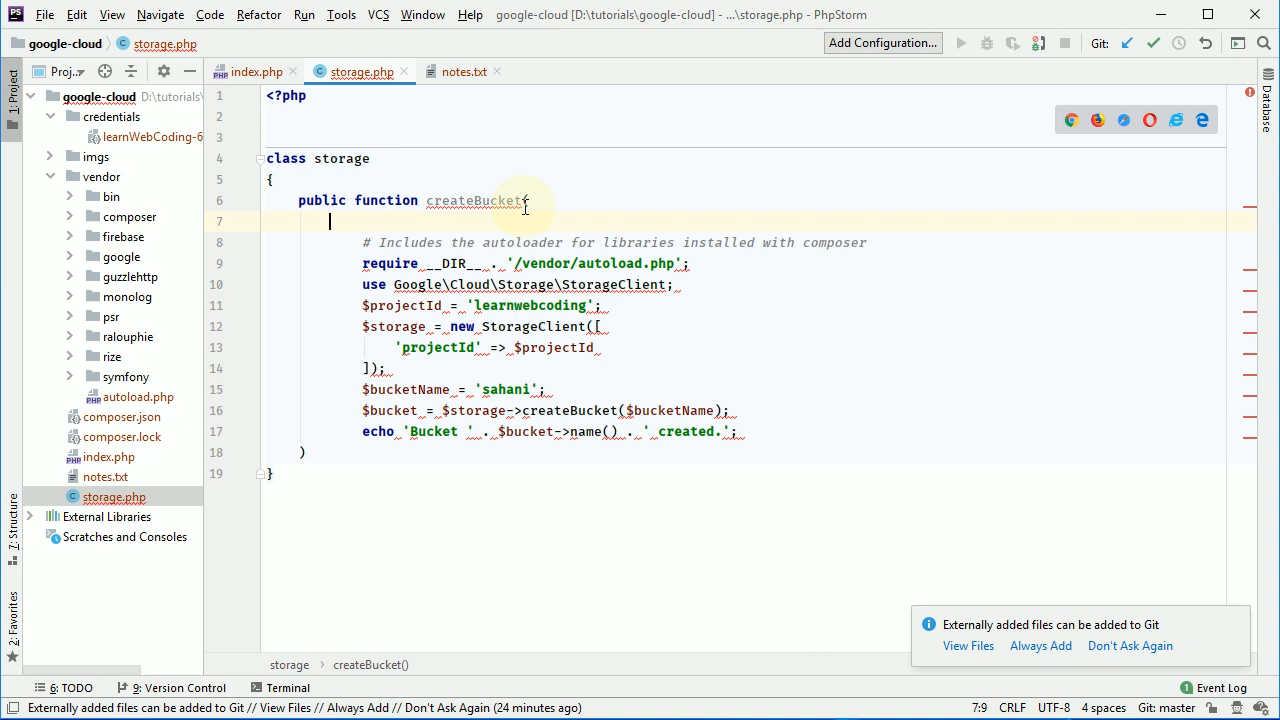 PS File Edit View Navigate Code Refactor Run Tools VCS Window Help google-cloud [D:\tutorials\google-cloud] - ...\storage.php - PhpStorm
google-cloud storage.php Add Configuration... Git:
1: Project
Proj...
index.php storage.php notes.txt
google-cloud D:\tutorials\
credentials
learnWebCoding-6
imgs
vendor
bin
composer
firebase
google
guzzlehttp
monolog
psr
ralouphie
rize
symfony
autoload.php
composer.json
composer.lock
index.php
notes.txt
storage.php
External Libraries
Scratches and Consoles
7: Structure
2: Favorites
Database
1 <?php
2
3
4 class storage
5 {
6 public function createBucket(
7
8 # Includes the autoloader for libraries installed with composer
9 require __DIR__ . '/vendor/autoload.php';
10 use Google\Cloud\Storage\StorageClient;
11 $projectId = 'learnwebcoding';
12 $storage = new StorageClient([
13 'projectId' => $projectId
14 ]);
15 $bucketName = 'sahani';
16 $bucket = $storage->createBucket($bucketName);
17 echo 'Bucket ' . $bucket->name() . ' created.';
18 )
19 }
Externally added files can be added to Git
View Files Always Add Don't Ask Again
storage › createBucket()
6: TODO 9: Version Control Terminal 1 Event Log
Externally added files can be added to Git // View Files // Always Add // Don't Ask Again (24 minutes ago) 7:9 CRLF UTF-8 4 spaces Git: master